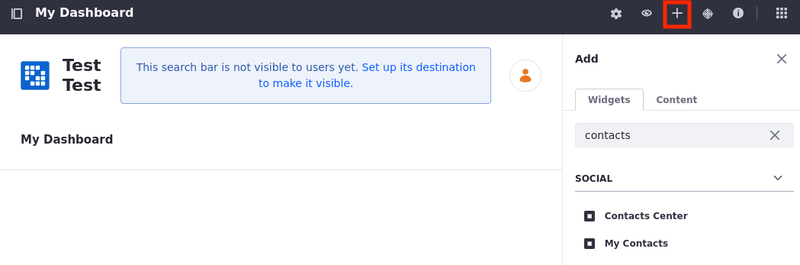 My Dashboard
Test
Test
This search bar is not visible to users yet. Set up its destination
to make it visible.
My Dashboard
Add
Widgets
Content
contacts
SOCIAL
Contacts Center
My Contacts